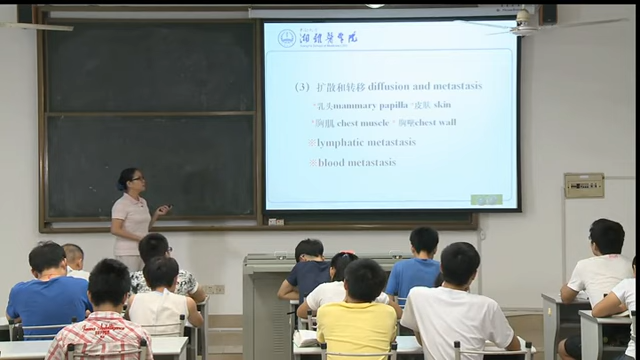 湘雅医学院
（3）扩散和转移 diffusion and metastasis
乳头mammary papilla 皮肤 skin
胸肌 chest muscle 胸壁chest wall
lymphatic metastasis
blood metastasis